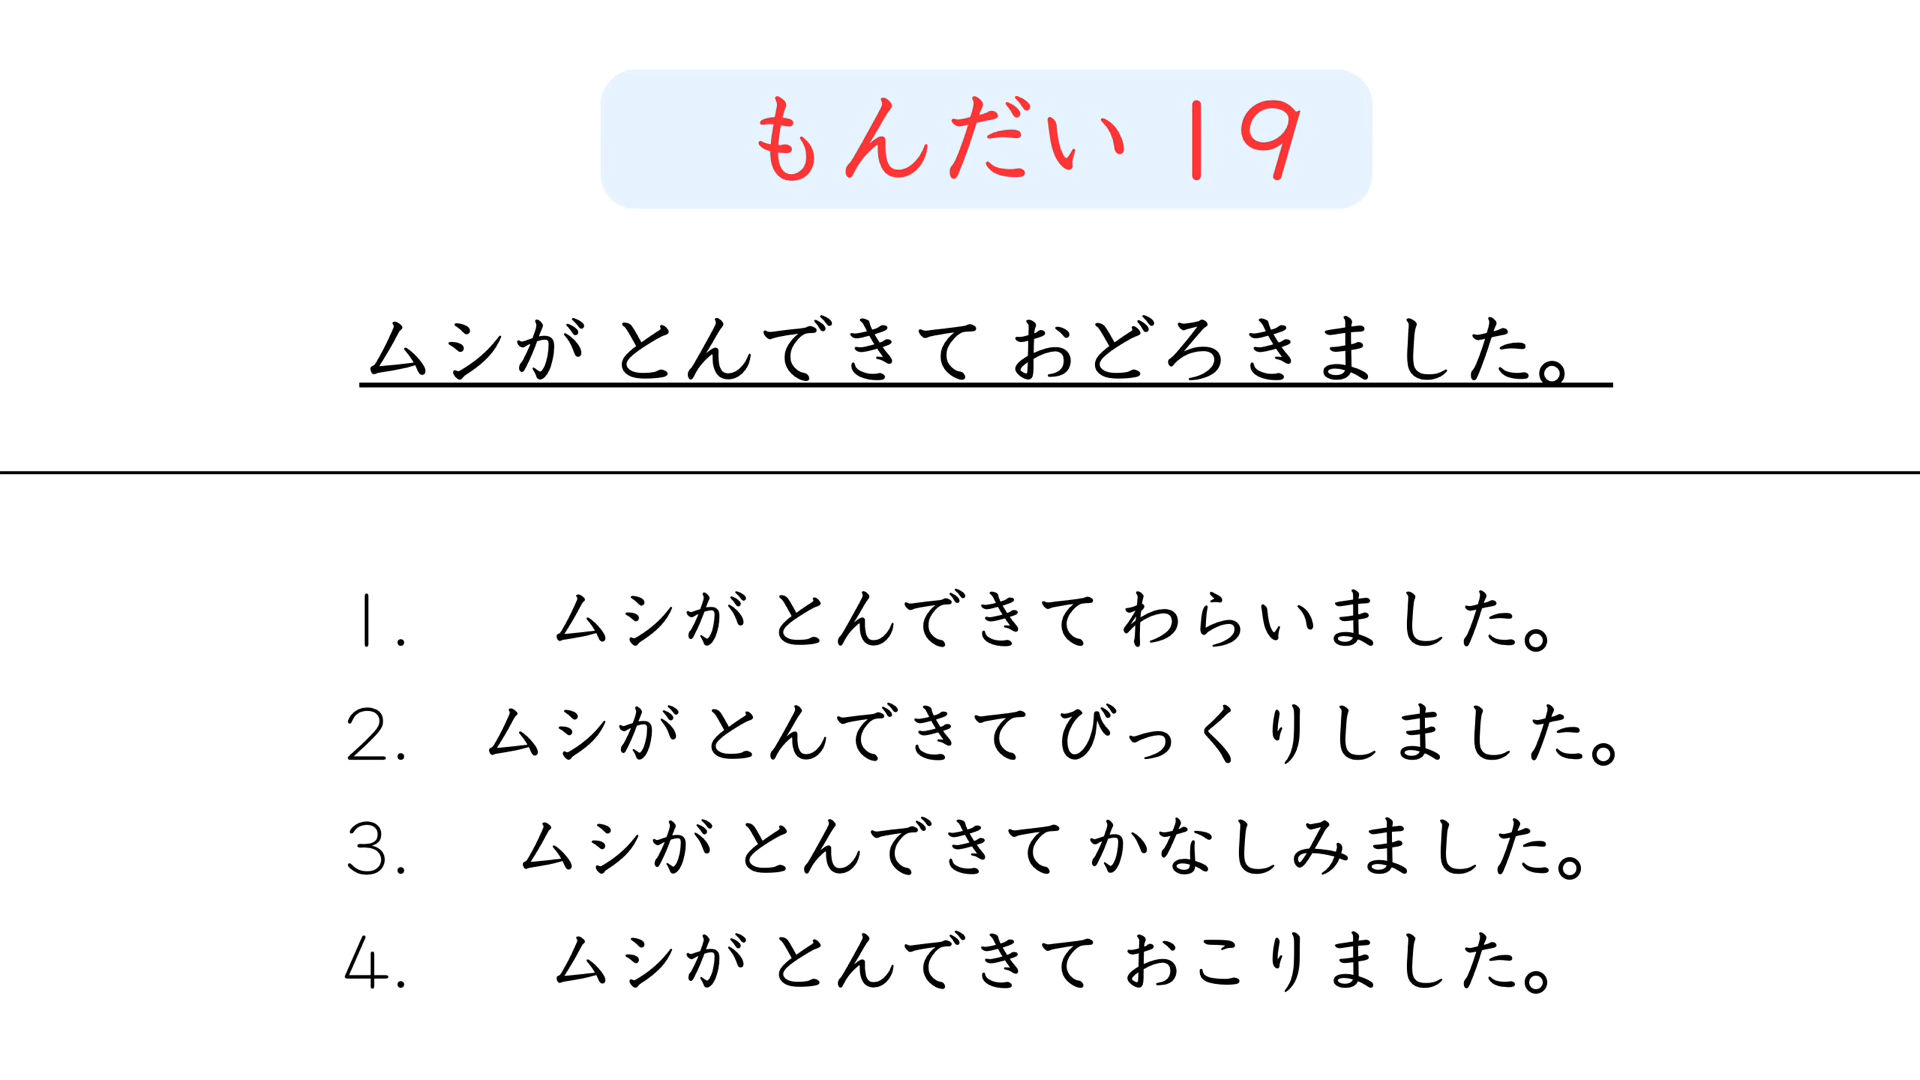 もんだい 19
ムシが とんできて おどろきました。
1. ムシが とんできて わらいました。
2. ムシが とんできて びっくりしました。
3. ムシが とんできて かなしみました。
4. ムシが とんできて おこりました。